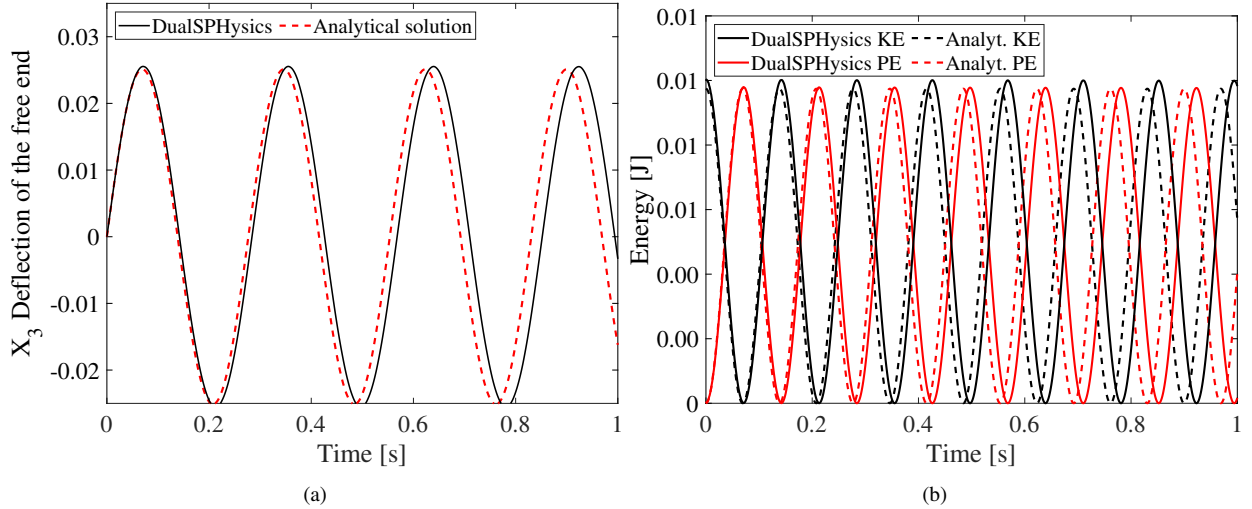 DualSPHysics Analytical solution
0.03
0.02
0.01
0
-0.01
-0.02
X3 Deflection of the free end
0 0.2 0.4 0.6 0.8 1
Time [s]
(a)
DualSPHysics KE Analyt. KE
DualSPHysics PE Analyt. PE
0.01
0.01
0.01
0.01
0.00
0.00
0
Energy [J]
0 0.2 0.4 0.6 0.8 1
Time [s]
(b)